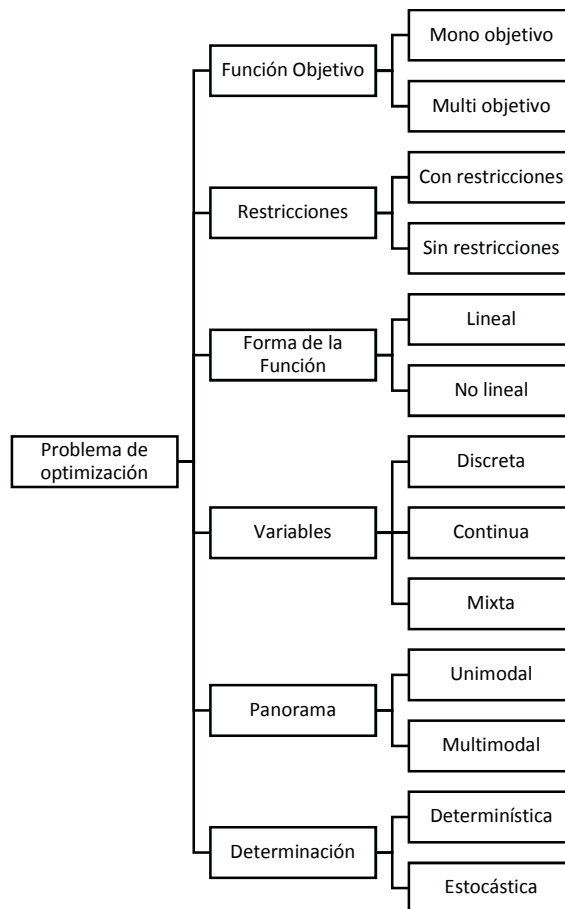 Problema de
optimización
Función Objetivo
Mono objetivo
Multi objetivo
Restricciones
Con restricciones
Sin restricciones
Forma de la
Función
Lineal
No lineal
Variables
Discreta
Continua
Mixta
Panorama
Unimodal
Multimodal
Determinación
Determinística
Estocástica